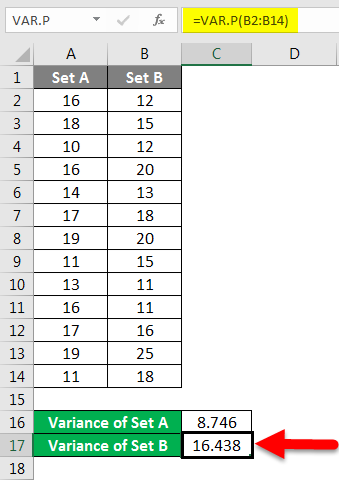 VAR.P =VAR.P(B2:B14)
A B C D
1 Set A Set B
2 16 12
3 18 15
4 10 12
5 16 20
6 14 13
7 17 18
8 19 20
9 11 15
10 13 11
11 16 11
12 17 16
13 19 25
14 11 18
15
16 Variance of Set A 8.746
17 Variance of Set B 16.438
18